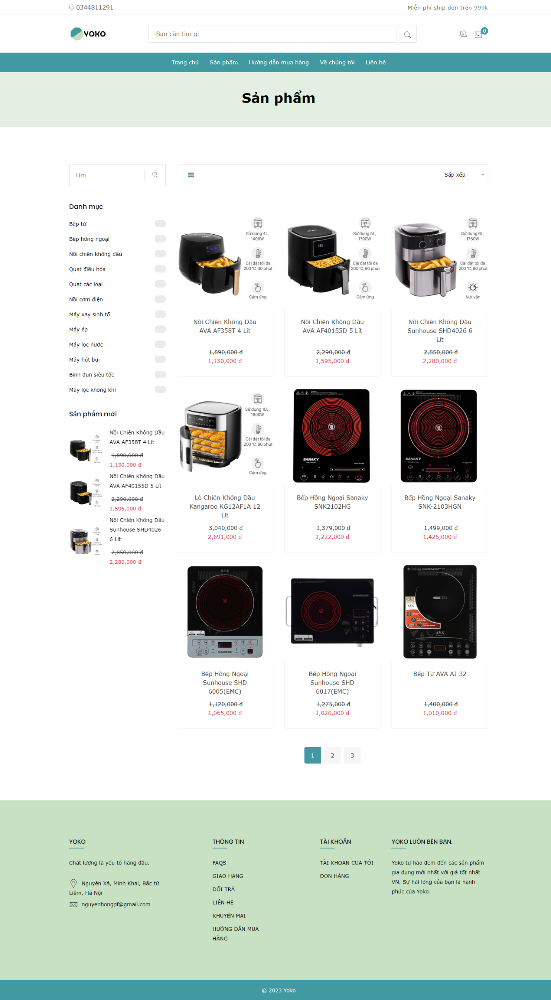 0344811291
Miễn phí ship đơn trên 999k
YOKO
Bạn cần tìm gì
0
Trang chủ
Sản phẩm
Hướng dẫn mua hàng
Về chúng tôi
Liên hệ
Sản phẩm
Tìm
Sắp xếp
Danh mục
Bếp từ
Bếp hồng ngoại
Nồi chiên không dầu
Quạt điều hòa
Quạt các loại
Nồi cơm điện
Máy xay sinh tố
Máy ép
Máy lọc nước
Máy hút bụi
Bình đun siêu tốc
Máy lọc không khí
Sản phẩm mới
Nồi Chiên Không Dầu
AVA AF358T 4 Lít
1,890,000 đ
1,130,000 đ
Nồi Chiên Không Dầu
AVA AF40155D 5 Lít
2,290,000 đ
1,595,000 đ
Nồi Chiên Không Dầu
Sunhouse SHD4026
6 Lít
2,850,000 đ
2,280,000 đ
Sử dụng 4L,
1400W
Cài đặt tối đa
200 °C, 30 phút
Cảm ứng
Nồi Chiên Không Dầu
AVA AF358T 4 Lít
1,890,000 đ
1,130,000 đ
AVA
Sử dụng 5L,
1700W
Cài đặt tối đa
200 °C, 60 phút
Cảm ứng
Nồi Chiên Không Dầu
AVA AF40155D 5 Lít
2,290,000 đ
1,595,000 đ
SUNHOUSE
Sử dụng 6L,
1750W
Cài đặt tối đa
200 °C, 60 phút
Nút vặn
Nồi Chiên Không Dầu
Sunhouse SHD4026 6
Lít
2,850,000 đ
2,280,000 đ
Sử dụng 10L,
1800W
Cài đặt tối đa
200 °C, 60 phút
Cảm ứng
Lò Chiên Không Dầu
Kangaroo KG12AF1A 12
Lít
3,040,000 đ
2,691,000 đ
SANAKY
Bếp Hồng Ngoại Sanaky
SNK2102HG
1,379,000 đ
1,222,000 đ
SANAKY
Bếp Hồng Ngoại Sanaky
SNK-2103HGN
1,499,000 đ
1,425,000 đ
SUNHOUSE
Bếp Hồng Ngoại
Sunhouse SHD
6005(EMC)
1,120,000 đ
1,065,000 đ
SUNHOUSE
Bếp Hồng Ngoại
Sunhouse SHD
6017(EMC)
1,275,000 đ
1,020,000 đ
AVA
AVA
Bếp Từ AVA AI-32
1,400,000 đ
1,010,000 đ
1
2
3
YOKO
Chất lượng là yếu tố hàng đầu.
Nguyên Xá, Minh Khai, Bắc từ
Liêm, Hà Nội
nguyenhongpf@gmail.com
THÔNG TIN
FAQS
GIAO HÀNG
ĐỔI TRẢ
LIÊN HỆ
KHUYẾN MẠI
HƯỚNG DẪN MUA
HÀNG
TÀI KHOẢN
TÀI KHOẢN CỦA TÔI
ĐƠN HÀNG
YOKO LUÔN BÊN BẠN.
Yoko tự hào đem đến các sản phẩm
gia dụng mới nhất với giá tốt nhất
VN. Sự hài lòng của bạn là hạnh
phúc của Yoko.
© 2023 Yoko